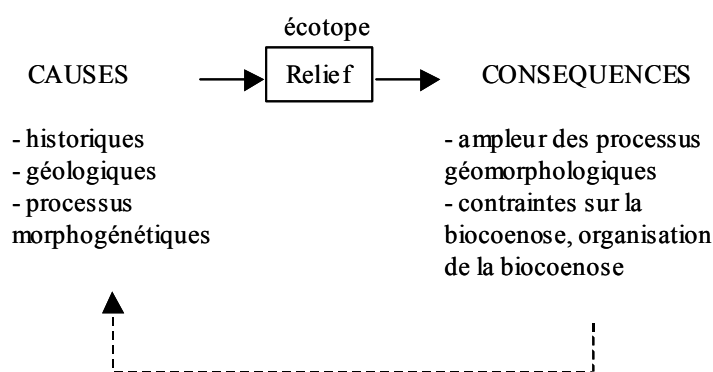 écotope
CAUSES
Relief
CONSEQUENCES
- historiques
- géologiques
- processus
morphogénétiques
- ampleur des processus
géomorphologiques
- contraintes sur la
biocoenose, organisation
de la biocoenose